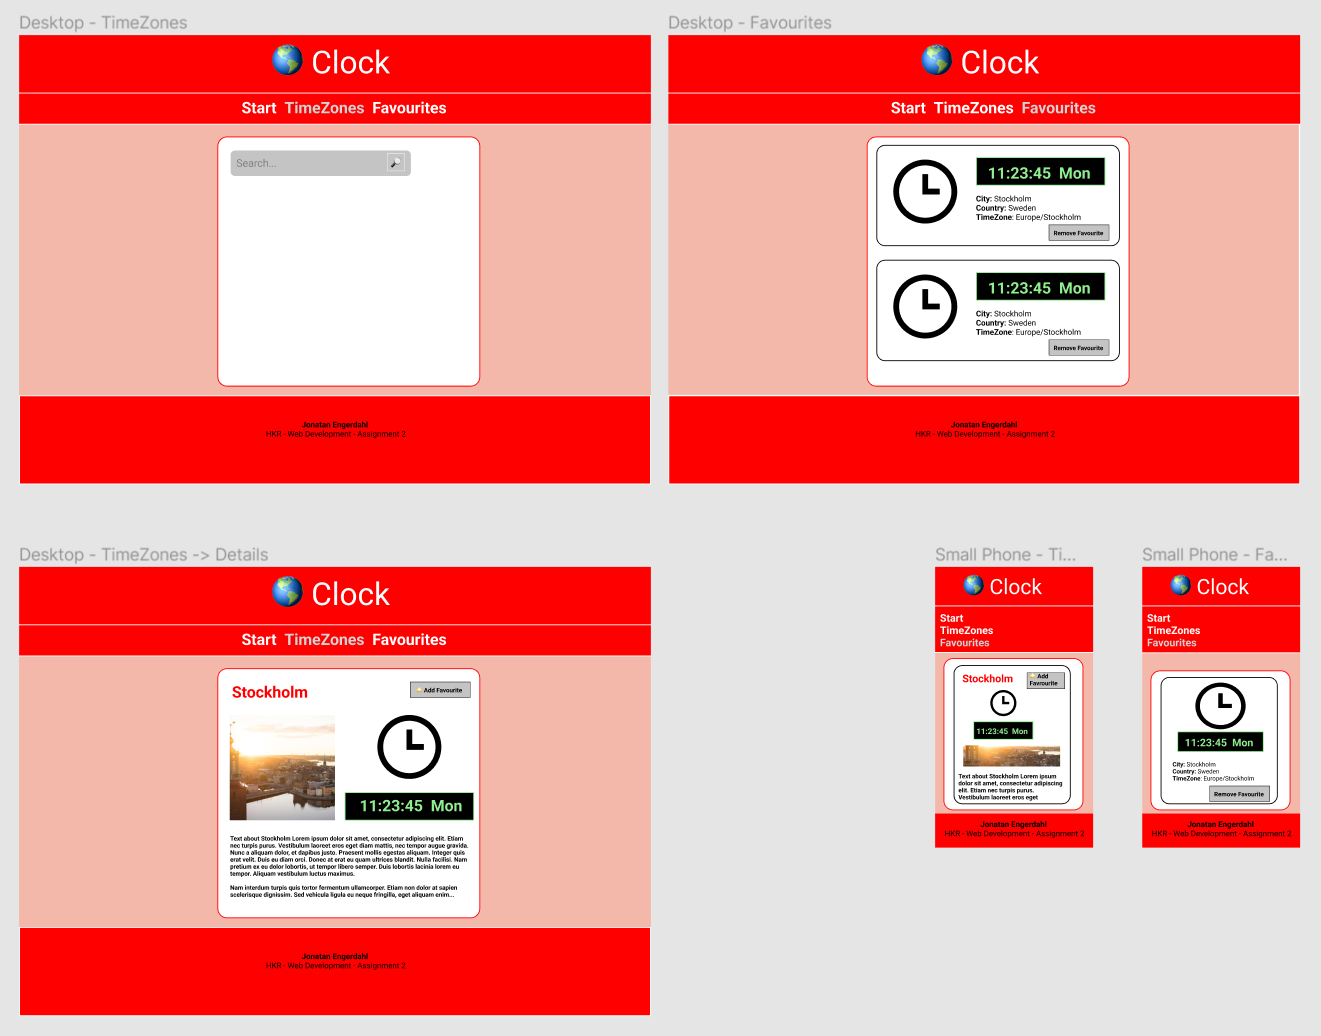 Desktop - TimeZones
Clock
Start TimeZones Favourites
Search...
Jonatan Engerdahl
HKR - Web Development - Assignment 2
Desktop - Favourites
Clock
Start TimeZones Favourites
11:23:45 Mon
City: Stockholm
Country: Sweden
TimeZone: Europe/Stockholm
Remove Favourite
11:23:45 Mon
City: Stockholm
Country: Sweden
TimeZone: Europe/Stockholm
Remove Favourite
Jonatan Engerdahl
HKR - Web Development - Assignment 2
Desktop - TimeZones -> Details
Clock
Start TimeZones Favourites
Stockholm
Add Favourite
11:23:45 Mon
Text about Stockholm Lorem ipsum dolor sit amet, consectetur adipiscing elit. Etiam
nec turpis purus. Vestibulum laoreet eros eget diam mattis, nec tempor augue gravida.
Nunc a aliquam dolor, et dapibus justo. Praesent mollis egestas aliquam. Integer quis
erat velit. Duis eu diam orci. Donec at erat eu quam ultrices blandit. Nulla facilisi. Nam
pretium ex eu dolor lobortis, ut tempor libero semper. Duis lobortis lacinia lorem eu
tempor. Aliquam vestibulum luctus maximus.
Nam interdum turpis quis tortor fermentum ullamcorper. Etiam non dolor at sapien
scelerisque dignissim. Sed vehicula ligula eu neque fringilla, eget aliquam enim...
Jonatan Engerdahl
HKR - Web Development - Assignment 2
Small Phone - Ti...
Clock
Start
TimeZones
Favourites
Stockholm
Add
Favrourite
11:23:45 Mon
Text about Stockholm Lorem ipsum
dolor sit amet, consectetur adipiscing
elit. Etiam nec turpis purus.
Vestibulum laoreet eros eget
Jonatan Engerdahl
HKR - Web Development - Assignment 2
Small Phone - Fa...
Clock
Start
TimeZones
Favourites
11:23:45 Mon
City: Stockholm
Country: Sweden
TimeZone: Europe/Stockholm
Remove Favourite
Jonatan Engerdahl
HKR - Web Development - Assignment 2